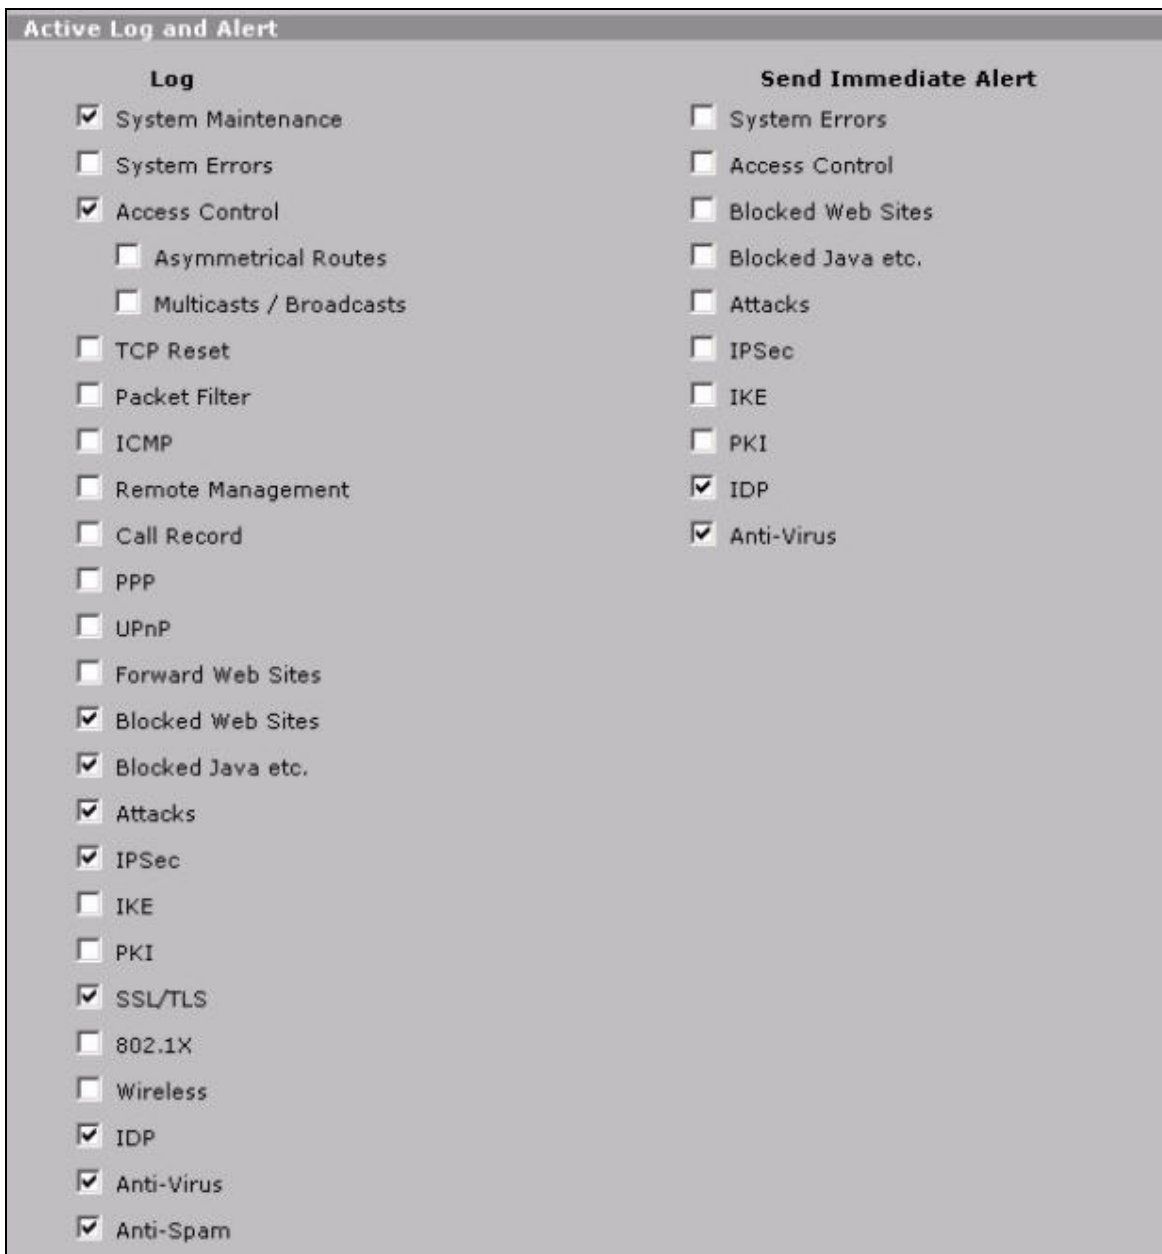 Active Log and Alert
Log
System Maintenance
System Errors
Access Control
Asymmetrical Routes
Multicasts / Broadcasts
TCP Reset
Packet Filter
ICMP
Remote Management
Call Record
PPP
UPnP
Forward Web Sites
Blocked Web Sites
Blocked Java etc.
Attacks
IPSec
IKE
PKI
SSL/TLS
802.1X
Wireless
IDP
Anti-Virus
Anti-Spam
Send Immediate Alert
System Errors
Access Control
Blocked Web Sites
Blocked Java etc.
Attacks
IPSec
IKE
PKI
IDP
Anti-Virus